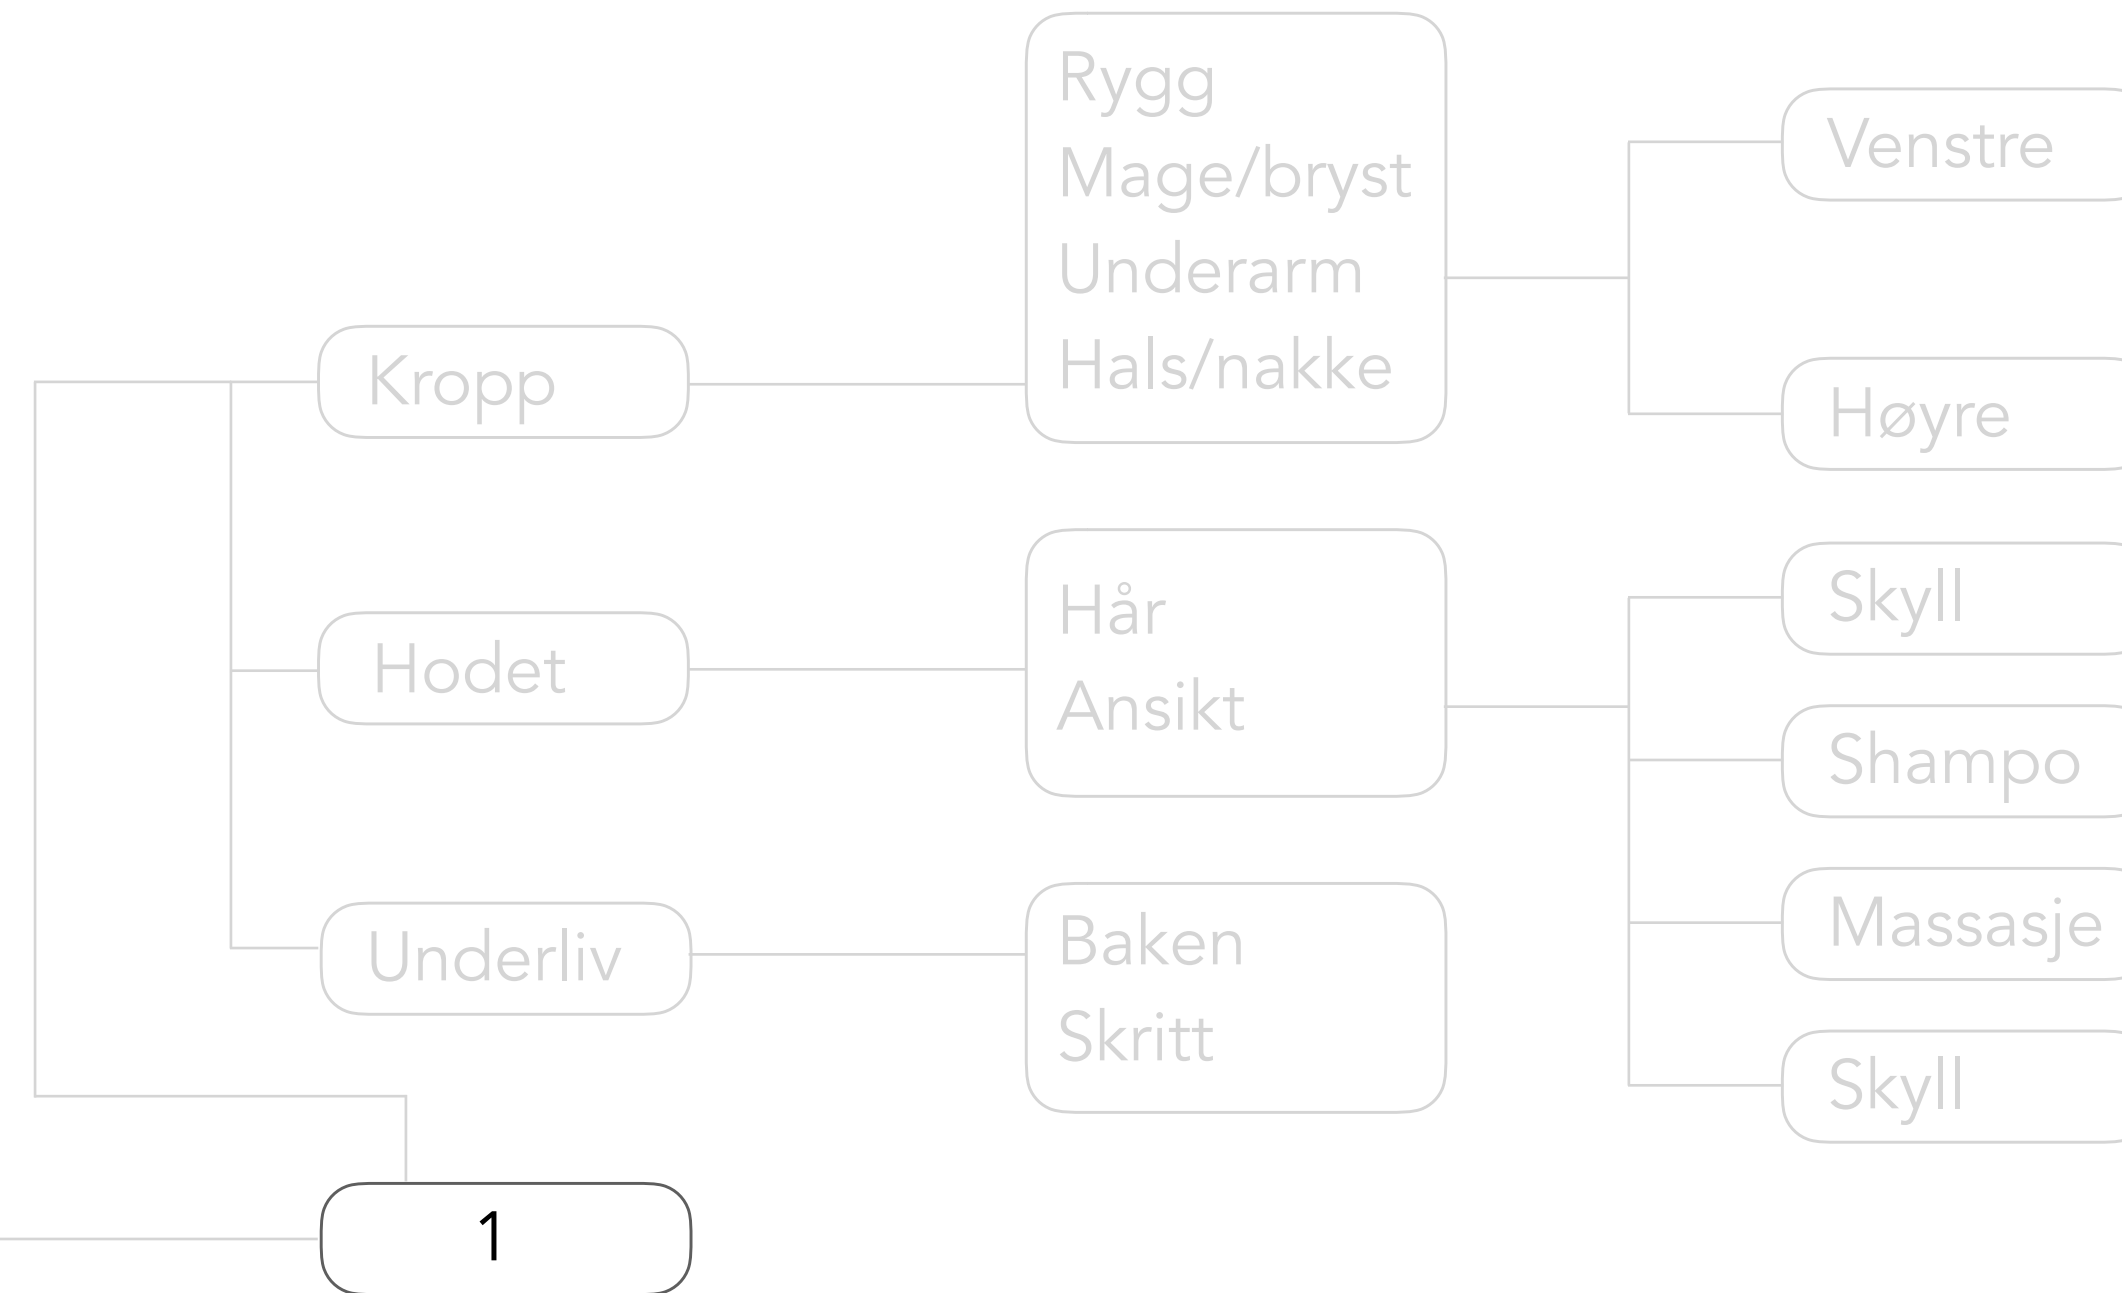 Rygg
Mage/bryst
Underarm
Hals/nakke
Venstre
Høyre
Kropp
Hår
Ansikt
Hodet
Skyll
Shampo
Massasje
Skyll
Underliv
Baken
Skritt
1